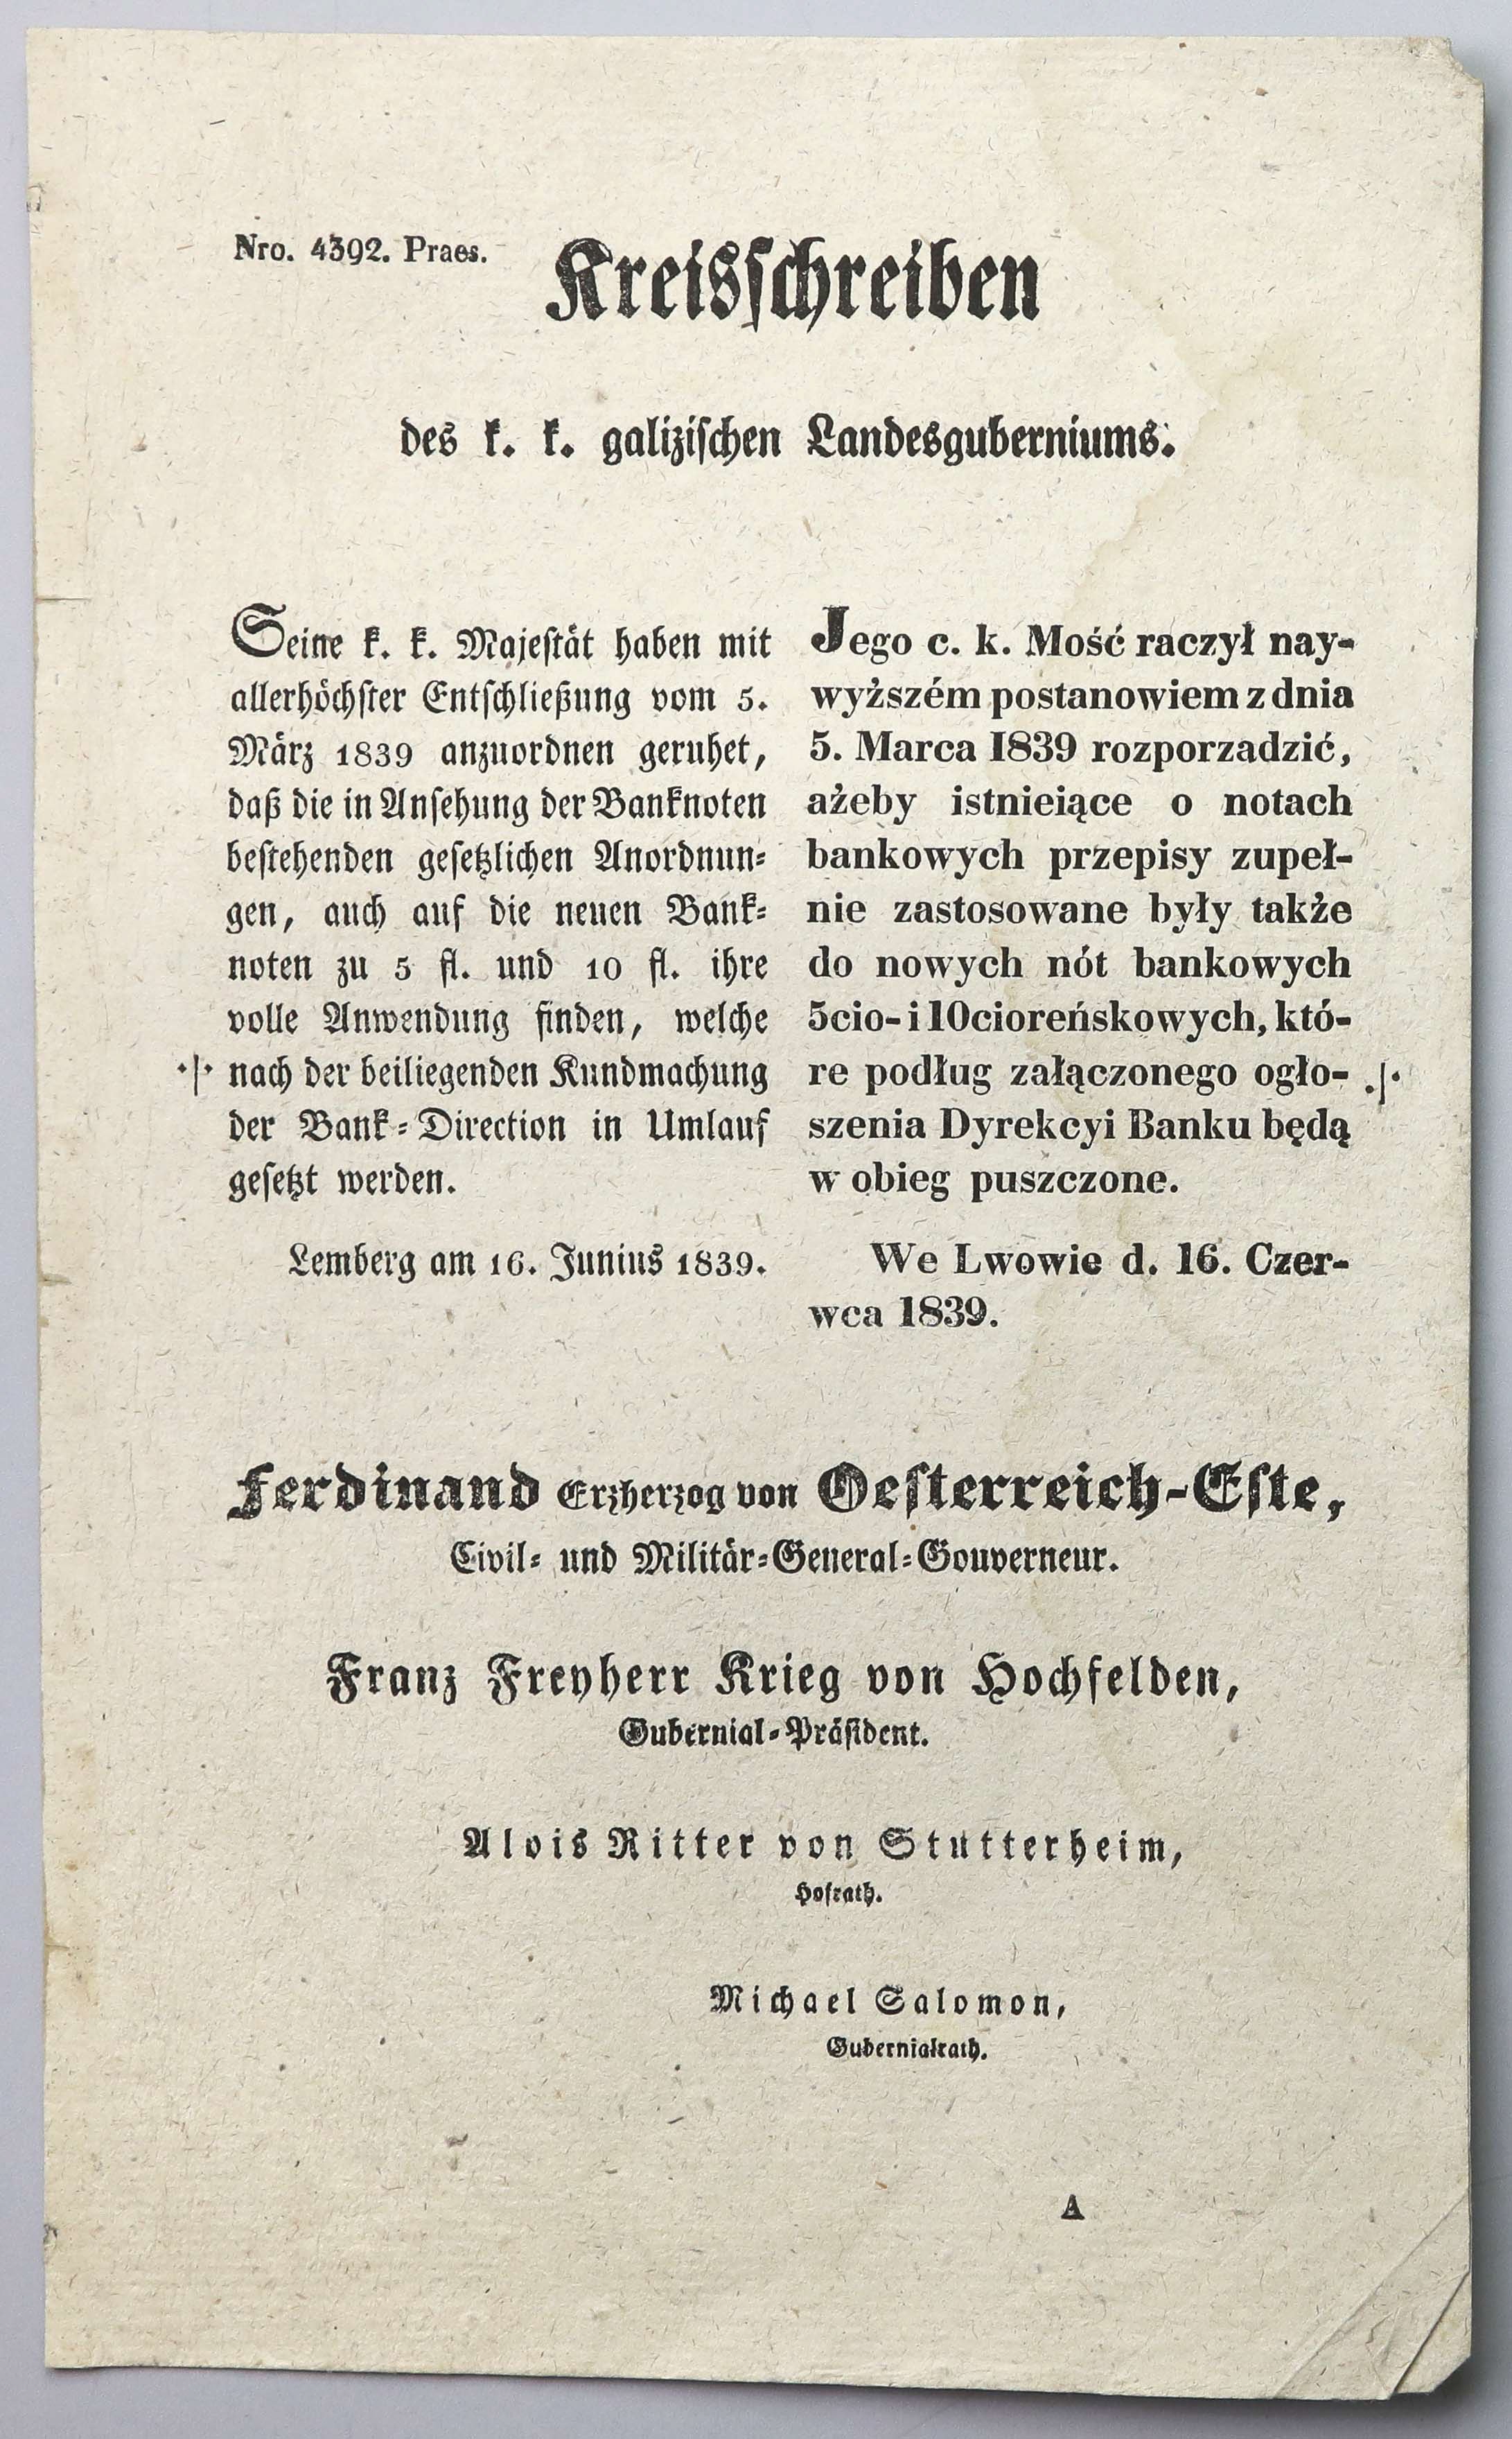 Nro. 4392. Praes.
Kreisschreiben
des k. k. galizischen Landesguberniums.
Seine k. k. Majestät haben mit
allerhöchster Entschließung vom 5.
März 1839 anzuordnen geruhet,
daß die in Ansehung der Banknoten
bestehenden gesetzlichen Anordnun-
gen, auch auf die neuen Bank-
noten zu 5 fl. und 10 fl. ihre
volle Anwendung finden, welche
·|· nach der beiliegenden Kundmachung
der Bank-Direction in Umlauf
gesetzt werden.
Lemberg am 16. Junius 1839.
Jego c. k. Mość raczył nay-
wyższém postanowiem z dnia
5. Marca 1839 rozporzadzić,
ażeby istnieiące o notach
bankowych przepisy zupeł-
nie zastosowane były także
do nowych nót bankowych
5cio- i 10cioreńskowych, któ-
re podług załączonego ogło- .|·
szenia Dyrekcyi Banku będą
w obieg puszczone.
We Lwowie d. 16. Czer-
wca 1839.
Ferdinand Erzherzog von Oesterreich-Este,
Civil- und Militär-General-Gouverneur.
Franz Freyherr Krieg von Hochfelden,
Gubernial-Präsident.
Alois Ritter von Stutterheim,
Hofrath.
Michael Salomon,
Gubernialrath.
A